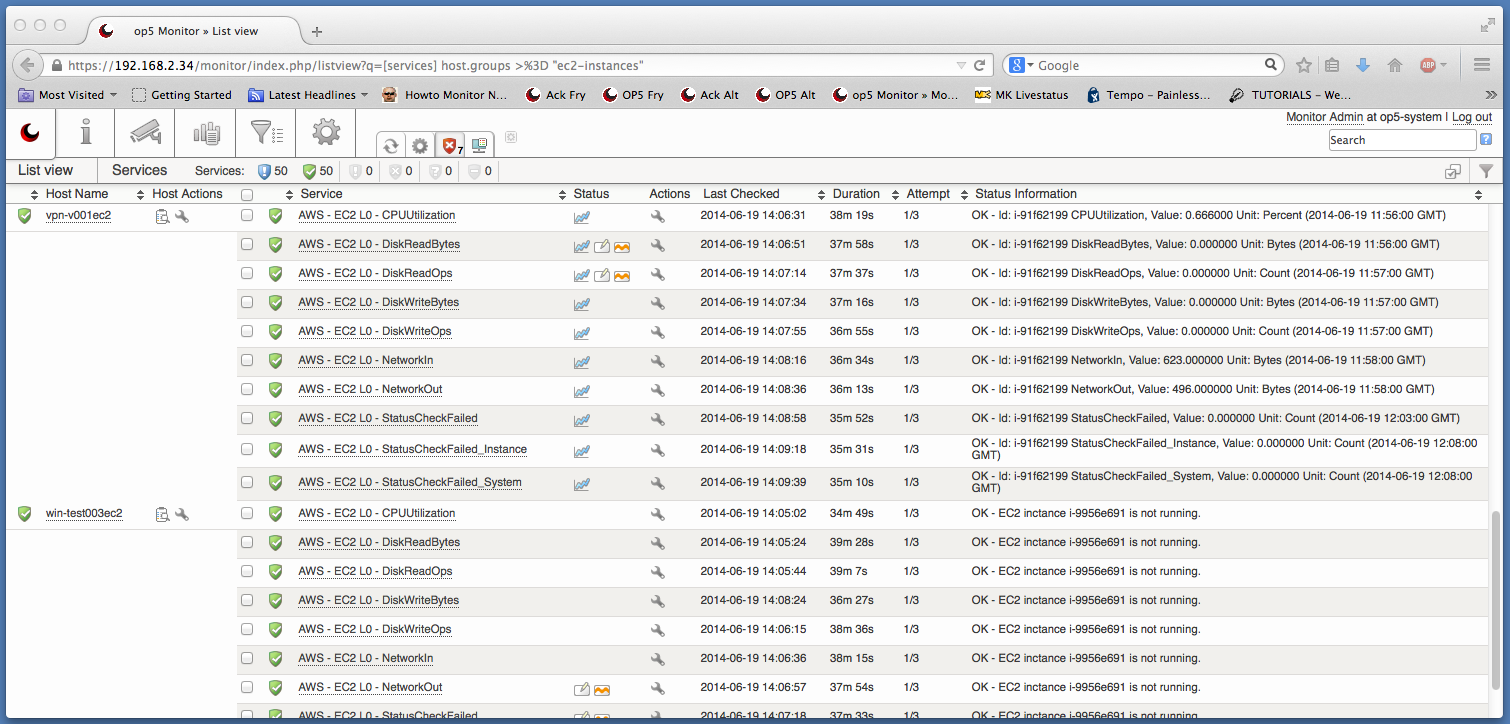 op5 Monitor » List view
https://192.168.2.34/monitor/index.php/listview?q=[services] host.groups >%3D "ec2-instances"
Google
ABP
Most Visited Getting Started Latest Headlines Howto Monitor N... Ack Fry OP5 Fry Ack Alt OP5 Alt op5 Monitor » Mo... MK Livestatus Tempo – Painless... TUTORIALS – We...
Monitor Admin at op5-system | Log out
7
Search
List view Services Services: 50 50 0 0 0 0
Host Name Host Actions Service Status Actions Last Checked Duration Attempt Status Information
vpn-v001ec2 AWS - EC2 L0 - CPUUtilization 2014-06-19 14:06:31 38m 19s 1/3 OK - Id: i-91f62199 CPUUtilization, Value: 0.666000 Unit: Percent (2014-06-19 11:56:00 GMT)
AWS - EC2 L0 - DiskReadBytes 2014-06-19 14:06:51 37m 58s 1/3 OK - Id: i-91f62199 DiskReadBytes, Value: 0.000000 Unit: Bytes (2014-06-19 11:56:00 GMT)
AWS - EC2 L0 - DiskReadOps 2014-06-19 14:07:14 37m 37s 1/3 OK - Id: i-91f62199 DiskReadOps, Value: 0.000000 Unit: Count (2014-06-19 11:57:00 GMT)
AWS - EC2 L0 - DiskWriteBytes 2014-06-19 14:07:34 37m 16s 1/3 OK - Id: i-91f62199 DiskWriteBytes, Value: 0.000000 Unit: Bytes (2014-06-19 11:57:00 GMT)
AWS - EC2 L0 - DiskWriteOps 2014-06-19 14:07:55 36m 55s 1/3 OK - Id: i-91f62199 DiskWriteOps, Value: 0.000000 Unit: Count (2014-06-19 11:57:00 GMT)
AWS - EC2 L0 - NetworkIn 2014-06-19 14:08:16 36m 34s 1/3 OK - Id: i-91f62199 NetworkIn, Value: 623.000000 Unit: Bytes (2014-06-19 11:58:00 GMT)
AWS - EC2 L0 - NetworkOut 2014-06-19 14:08:36 36m 13s 1/3 OK - Id: i-91f62199 NetworkOut, Value: 496.000000 Unit: Bytes (2014-06-19 11:58:00 GMT)
AWS - EC2 L0 - StatusCheckFailed 2014-06-19 14:08:58 35m 52s 1/3 OK - Id: i-91f62199 StatusCheckFailed, Value: 0.000000 Unit: Count (2014-06-19 12:03:00 GMT)
AWS - EC2 L0 - StatusCheckFailed_Instance 2014-06-19 14:09:18 35m 31s 1/3 OK - Id: i-91f62199 StatusCheckFailed_Instance, Value: 0.000000 Unit: Count (2014-06-19 12:08:00
GMT)
AWS - EC2 L0 - StatusCheckFailed_System 2014-06-19 14:09:39 35m 10s 1/3 OK - Id: i-91f62199 StatusCheckFailed_System, Value: 0.000000 Unit: Count (2014-06-19 12:08:00
GMT)
win-test003ec2 AWS - EC2 L0 - CPUUtilization 2014-06-19 14:05:02 34m 49s 1/3 OK - EC2 inctance i-9956e691 is not running.
AWS - EC2 L0 - DiskReadBytes 2014-06-19 14:05:24 39m 28s 1/3 OK - EC2 inctance i-9956e691 is not running.
AWS - EC2 L0 - DiskReadOps 2014-06-19 14:05:44 39m 7s 1/3 OK - EC2 inctance i-9956e691 is not running.
AWS - EC2 L0 - DiskWriteBytes 2014-06-19 14:08:24 36m 27s 1/3 OK - EC2 inctance i-9956e691 is not running.
AWS - EC2 L0 - DiskWriteOps 2014-06-19 14:06:15 38m 36s 1/3 OK - EC2 inctance i-9956e691 is not running.
AWS - EC2 L0 - NetworkIn 2014-06-19 14:06:36 38m 15s 1/3 OK - EC2 inctance i-9956e691 is not running.
AWS - EC2 L0 - NetworkOut 2014-06-19 14:06:57 37m 54s 1/3 OK - EC2 inctance i-9956e691 is not running.
AWS - EC2 L0 - StatusCheckFailed 2014-06-19 14:07:18 37m 33s 1/3 OK - EC2 inctance i-9956e691 is not running.